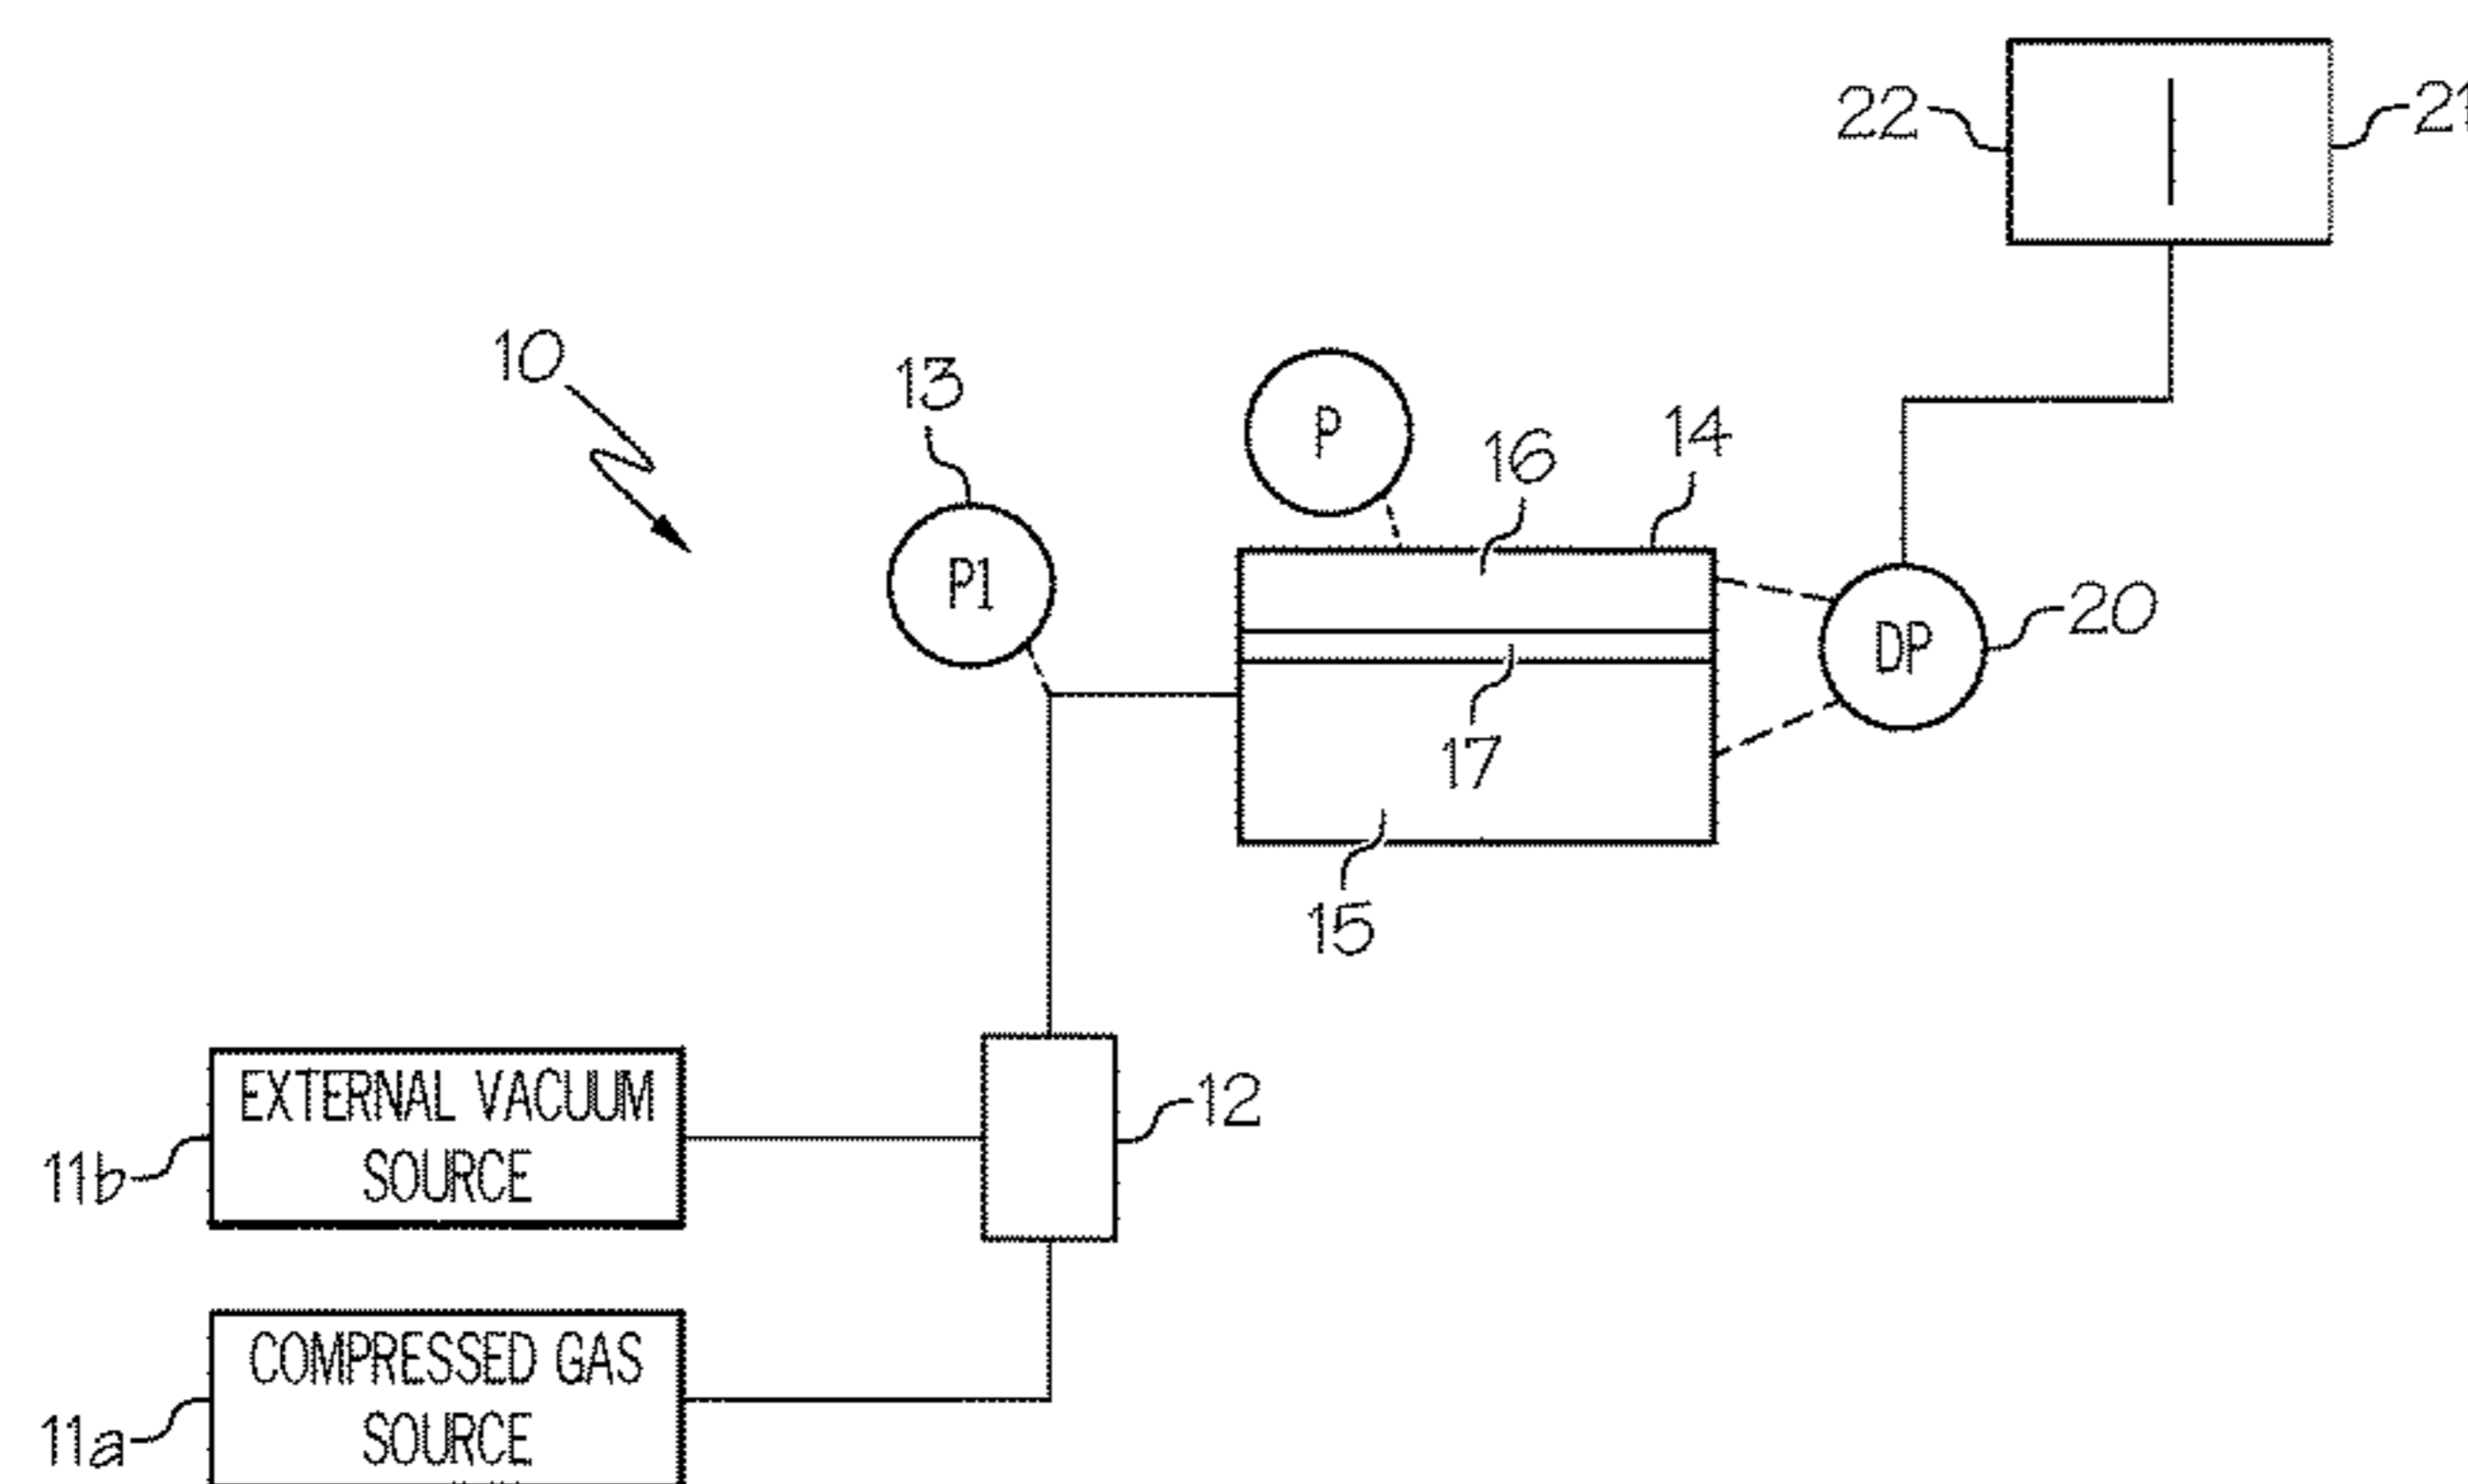 22
21
10
13
P
16
14
P1
DP
20
17
15
EXTERNAL VACUUM
SOURCE
11b
12
COMPRESSED GAS
SOURCE
11a